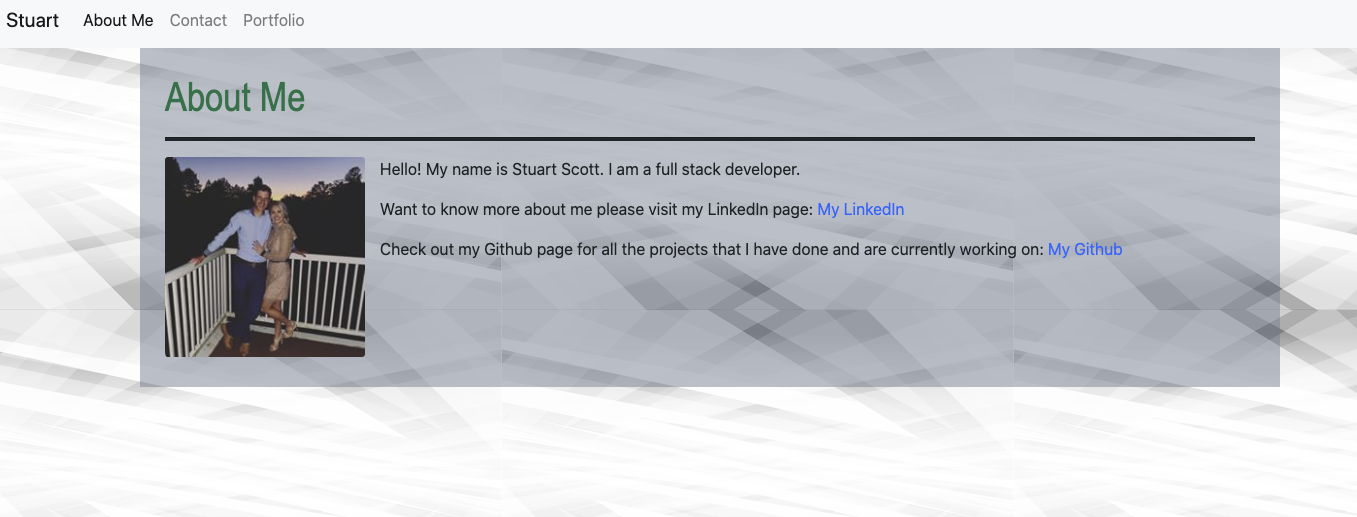 Stuart About Me Contact Portfolio
About Me
Hello! My name is Stuart Scott. I am a full stack developer.
Want to know more about me please visit my LinkedIn page: My LinkedIn
Check out my Github page for all the projects that I have done and are currently working on: My Github